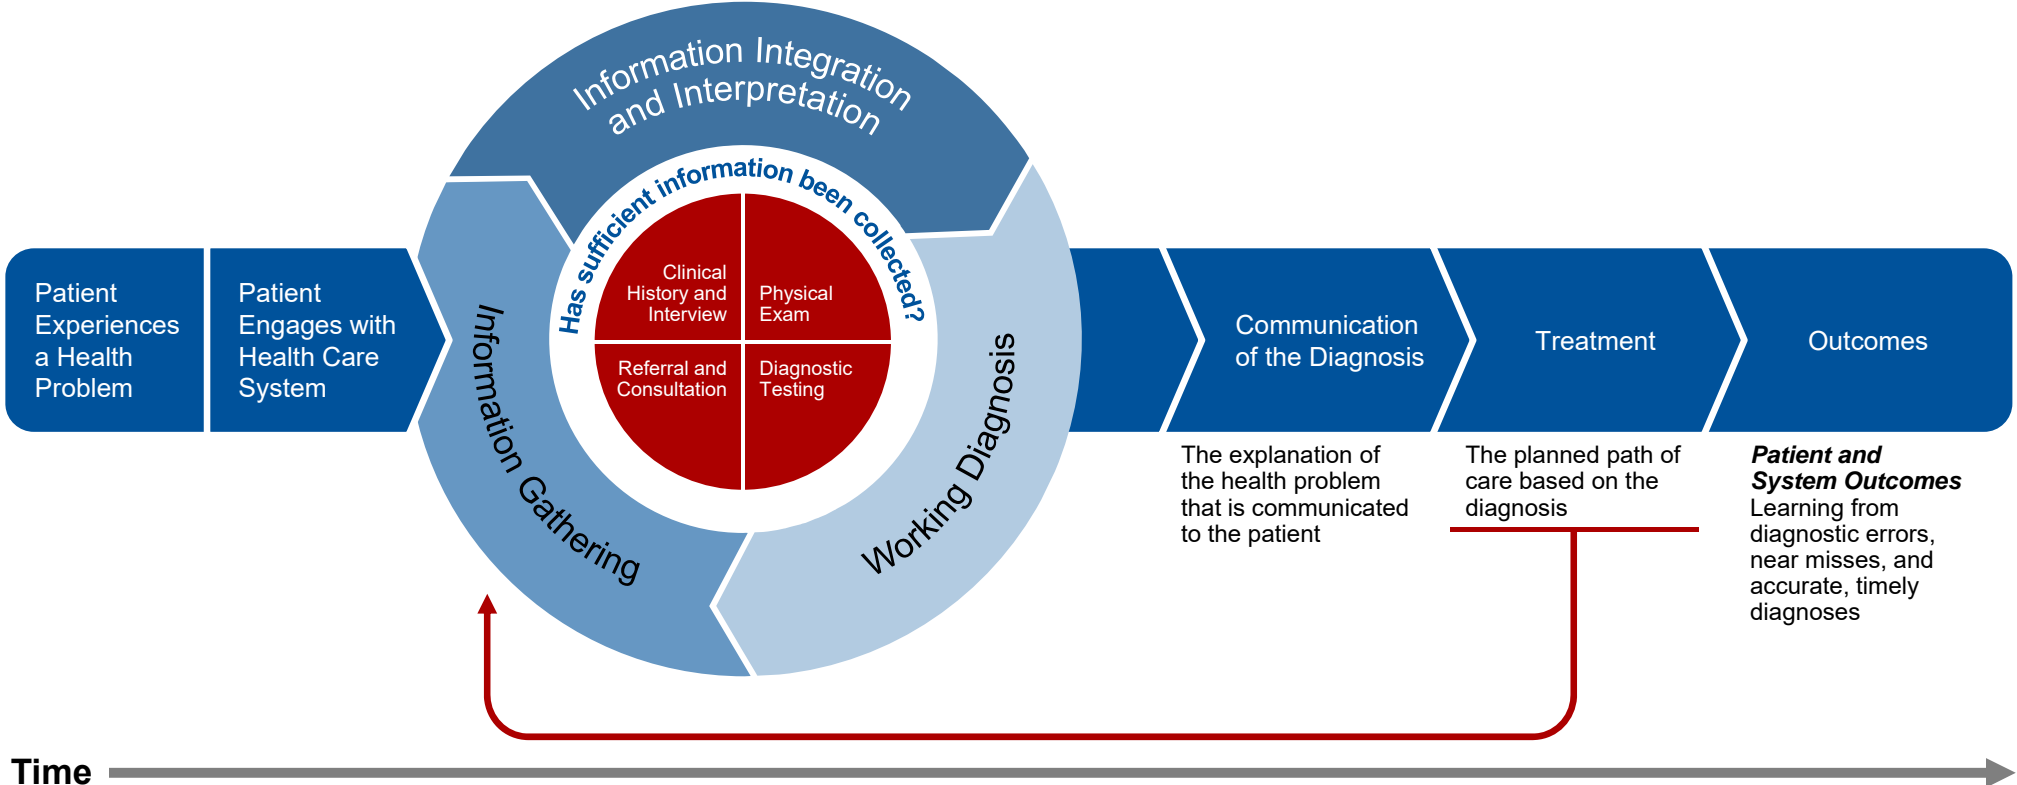 Patient
Experiences
a Health
Problem
Patient
Engages with
Health Care
System
Information Integration
and Interpretation
Has sufficient information been collected?
Clinical
History and
Interview
Physical
Exam
Referral and
Consultation
Diagnostic
Testing
Information Gathering
Working Diagnosis
Communication
of the Diagnosis
The explanation of
the health problem
that is communicated
to the patient
Treatment
The planned path of
care based on the
diagnosis
Outcomes
Patient and
System Outcomes
Learning from
diagnostic errors,
near misses, and
accurate, timely
diagnoses
Time